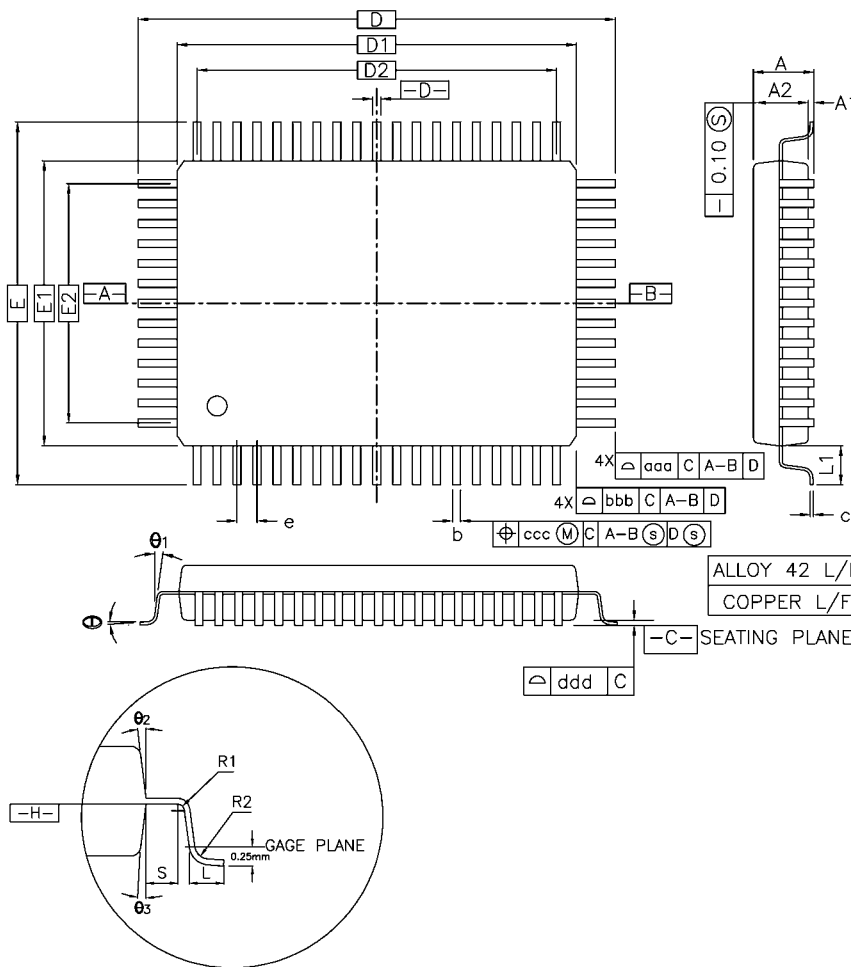 D
D1
D2
-D-
A
A2
A1
0.10 Ⓢ
E
E1
E2
-A-
-B-
4X aaa C A-B D
L1
4X bbb C A-B D
e
b
ccc Ⓜ C A-B Ⓢ D Ⓢ
c
θ1
ALLOY 42 L/
COPPER L/F
θ
-C- SEATING PLANE
ddd C
θ2
R1
R2
-H-
GAGE PLANE
0.25mm
S
L
θ3